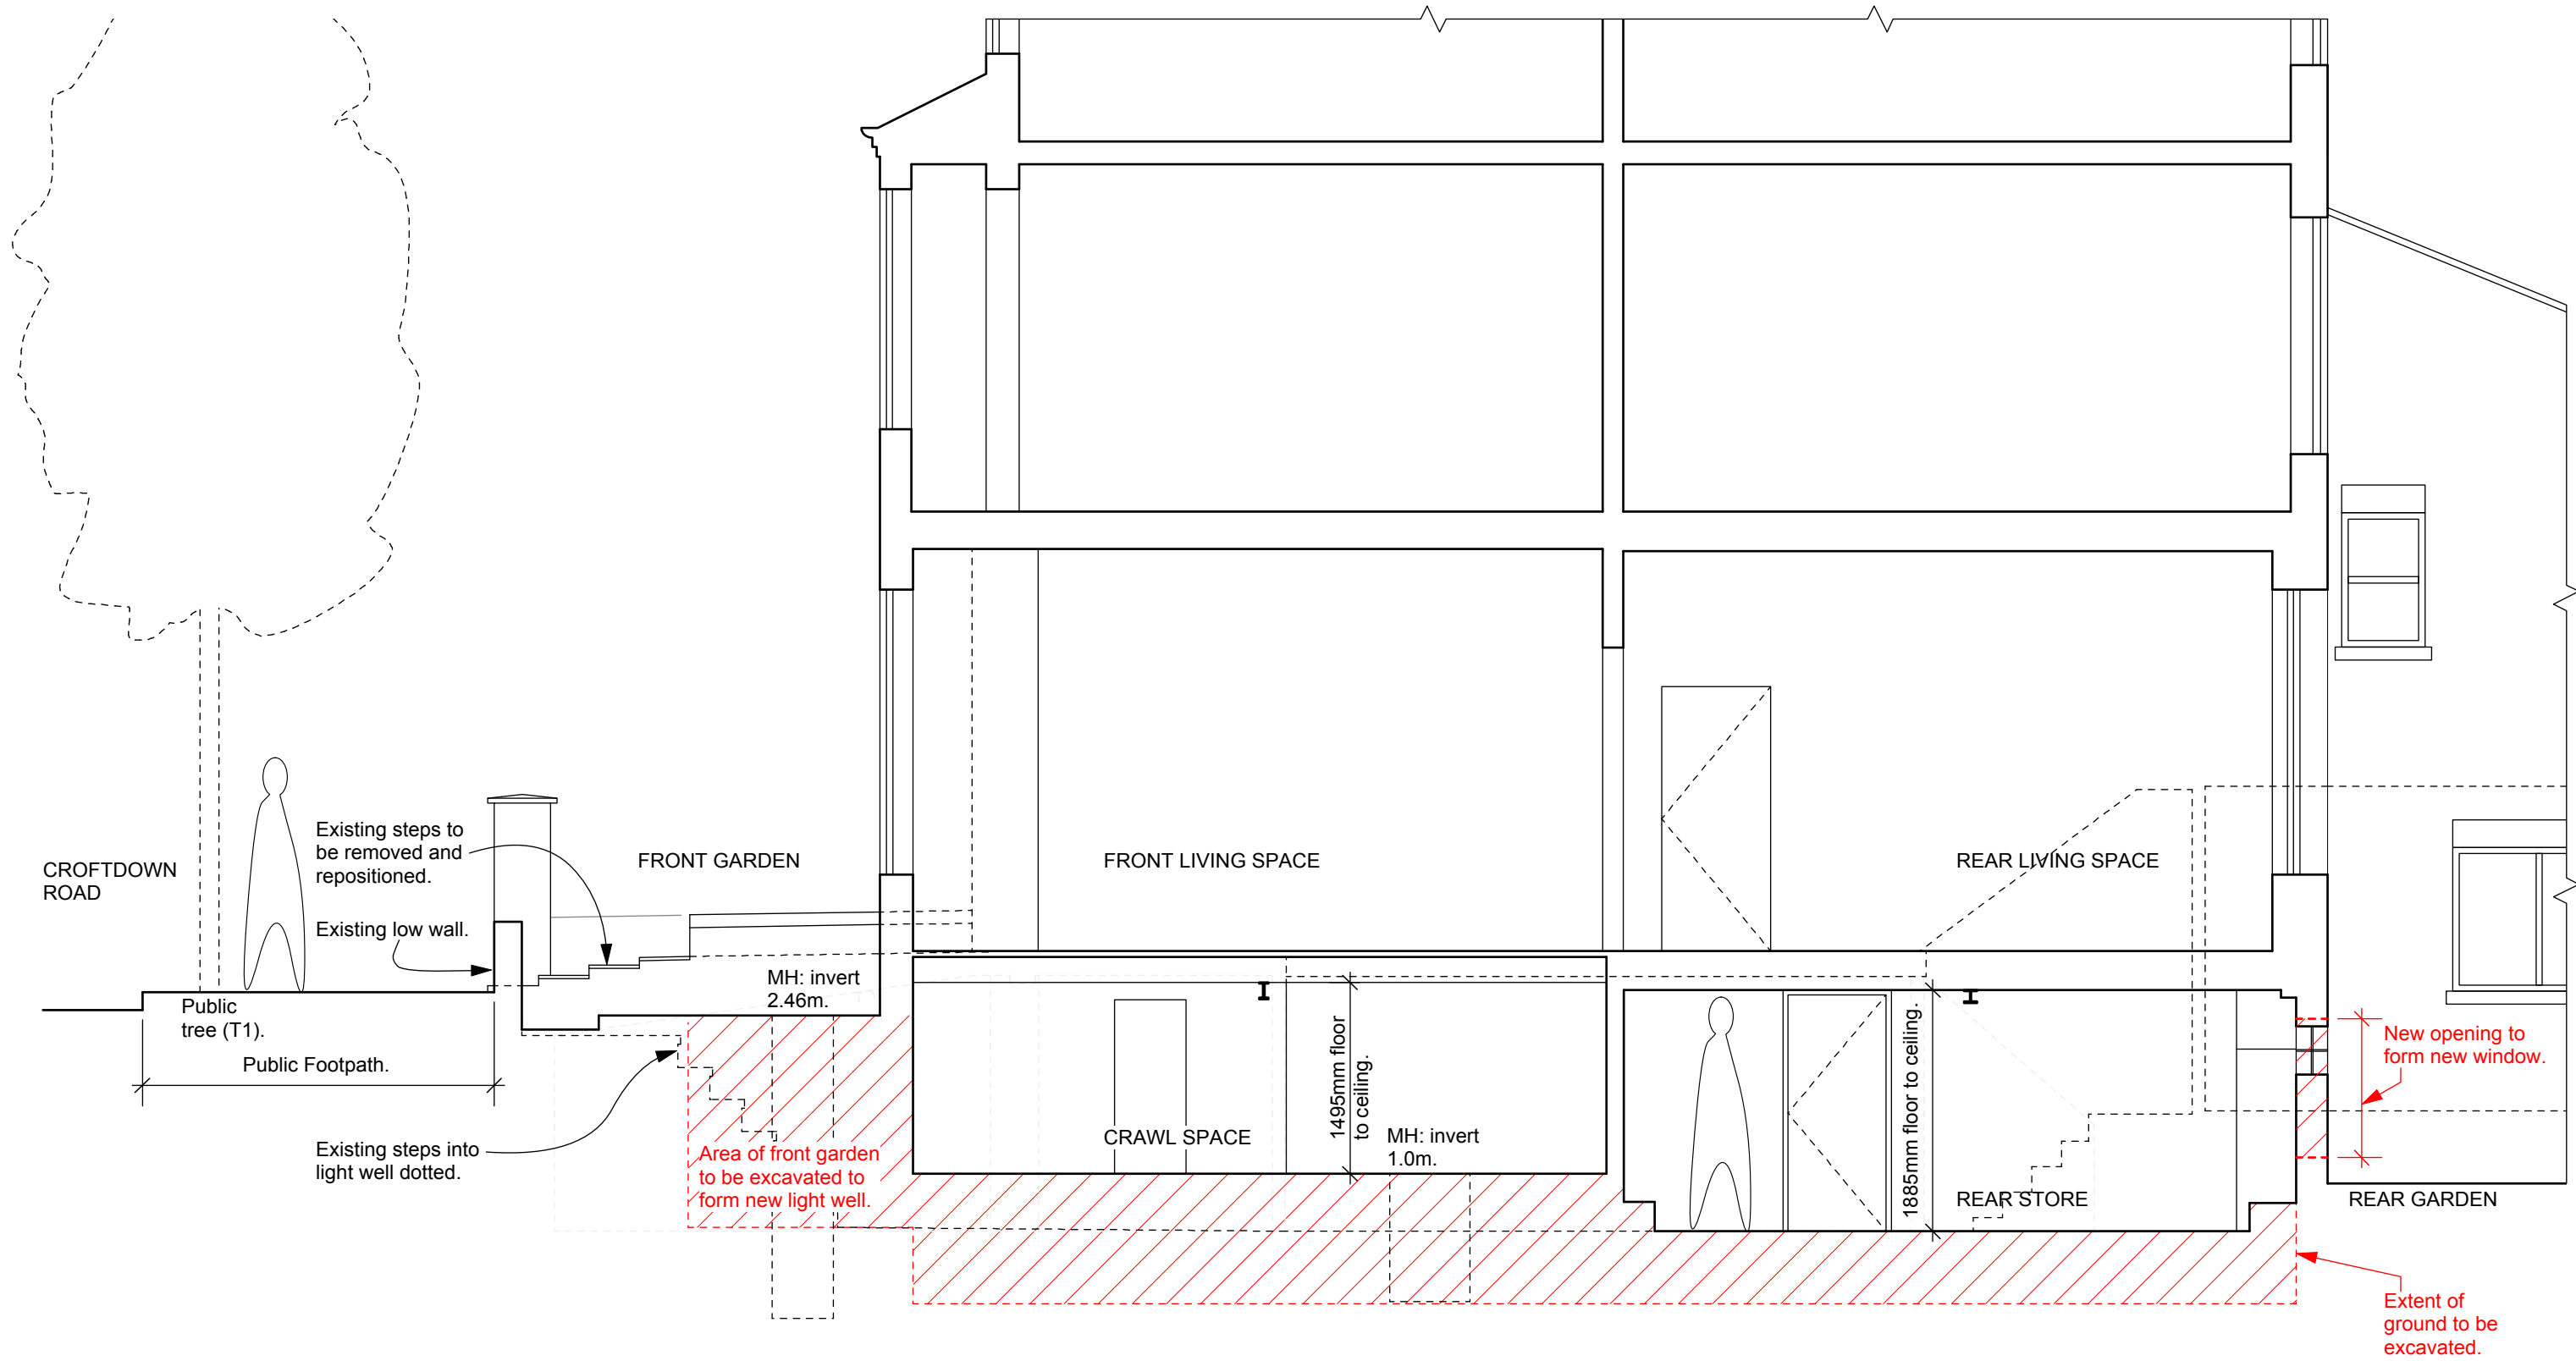 Existing steps to
be removed and
repositioned.
CROFTDOWN
ROAD
FRONT GARDEN
FRONT LIVING SPACE
REAR LIVING SPACE
Existing low wall.
MH: invert
2.46m.
Public
tree (T1).
Public Footpath.
New opening to
form new window.
1495mm floor
to ceiling.
1885mm floor to ceiling.
CRAWL SPACE
MH: invert
1.0m.
Existing steps into
light well dotted.
Area of front garden
to be excavated to
form new light well.
REAR STORE
REAR GARDEN
Extent of
ground to be
excavated.